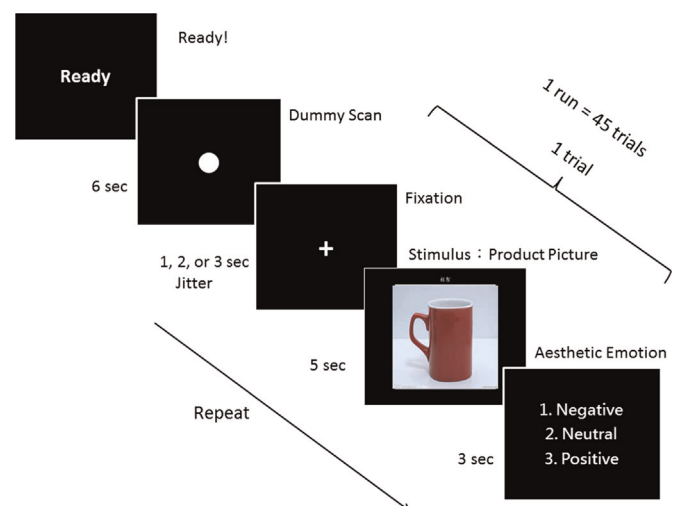 Ready!
Ready
Dummy Scan
6 sec
1 run = 45 trials
1 trial
Fixation
1, 2, or 3 sec
Jitter
Stimulus：Product Picture
5 sec
Aesthetic Emotion
1. Negative
2. Neutral
3. Positive
3 sec
Repeat